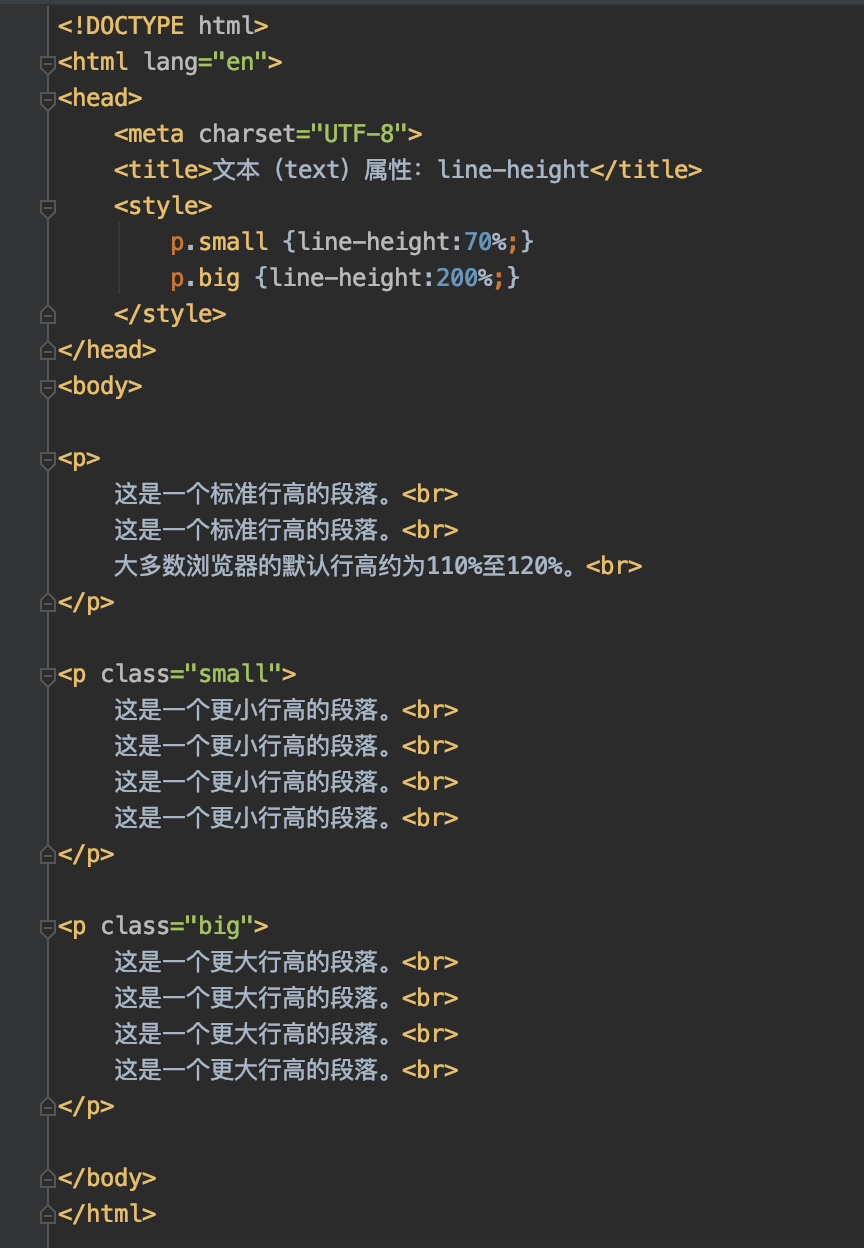 <!DOCTYPE html>
<html lang="en">
<head>
    <meta charset="UTF-8">
    <title>文本（text）属性：line-height</title>
    <style>
        p.small {line-height:70%;}
        p.big {line-height:200%;}
    </style>
</head>
<body>

<p>
    这是一个标准行高的段落。<br>
    这是一个标准行高的段落。<br>
    大多数浏览器的默认行高约为110%至120%。<br>
</p>

<p class="small">
    这是一个更小行高的段落。<br>
    这是一个更小行高的段落。<br>
    这是一个更小行高的段落。<br>
    这是一个更小行高的段落。<br>
</p>

<p class="big">
    这是一个更大行高的段落。<br>
    这是一个更大行高的段落。<br>
    这是一个更大行高的段落。<br>
    这是一个更大行高的段落。<br>
</p>

</body>
</html>